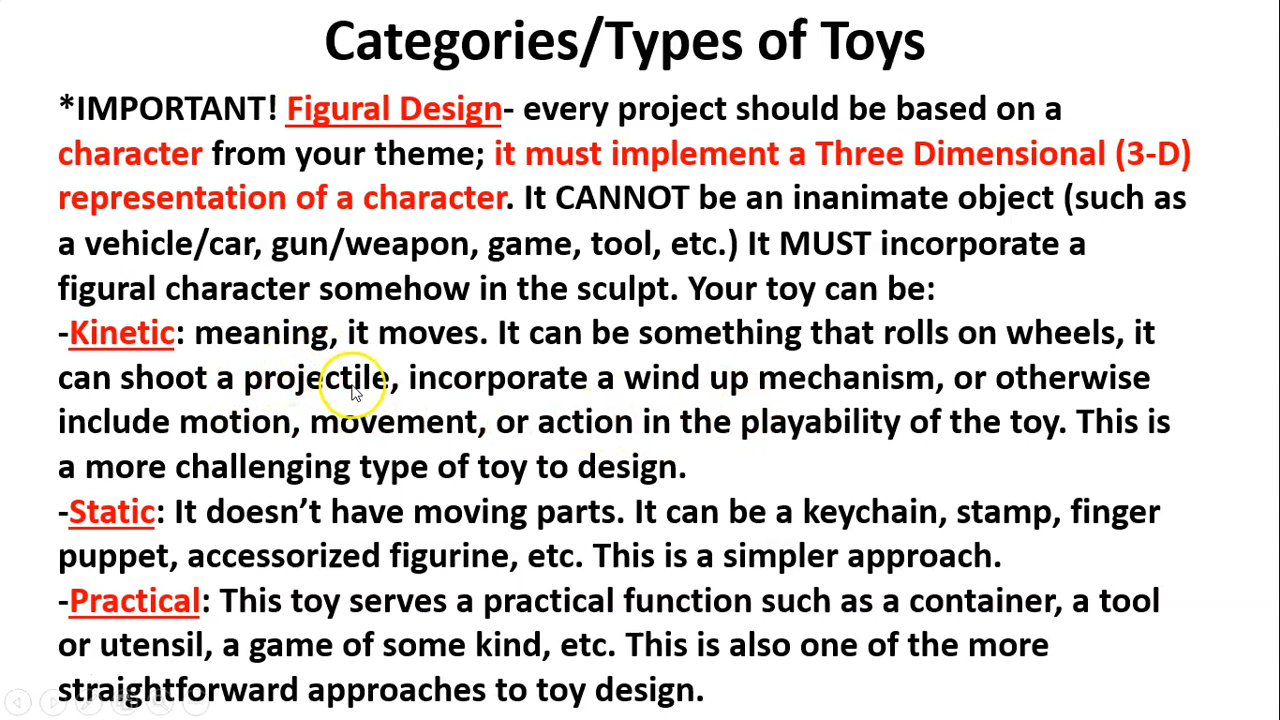 Categories/Types of Toys
*IMPORTANT! Figural Design- every project should be based on a
character from your theme; it must implement a Three Dimensional (3-D)
representation of a character. It CANNOT be an inanimate object (such as
a vehicle/car, gun/weapon, game, tool, etc.) It MUST incorporate a
figural character somehow in the sculpt. Your toy can be:
-Kinetic: meaning, it moves. It can be something that rolls on wheels, it
can shoot a projectile, incorporate a wind up mechanism, or otherwise
include motion, movement, or action in the playability of the toy. This is
a more challenging type of toy to design.
-Static: It doesn’t have moving parts. It can be a keychain, stamp, finger
puppet, accessorized figurine, etc. This is a simpler approach.
-Practical: This toy serves a practical function such as a container, a tool
or utensil, a game of some kind, etc. This is also one of the more
straightforward approaches to toy design.